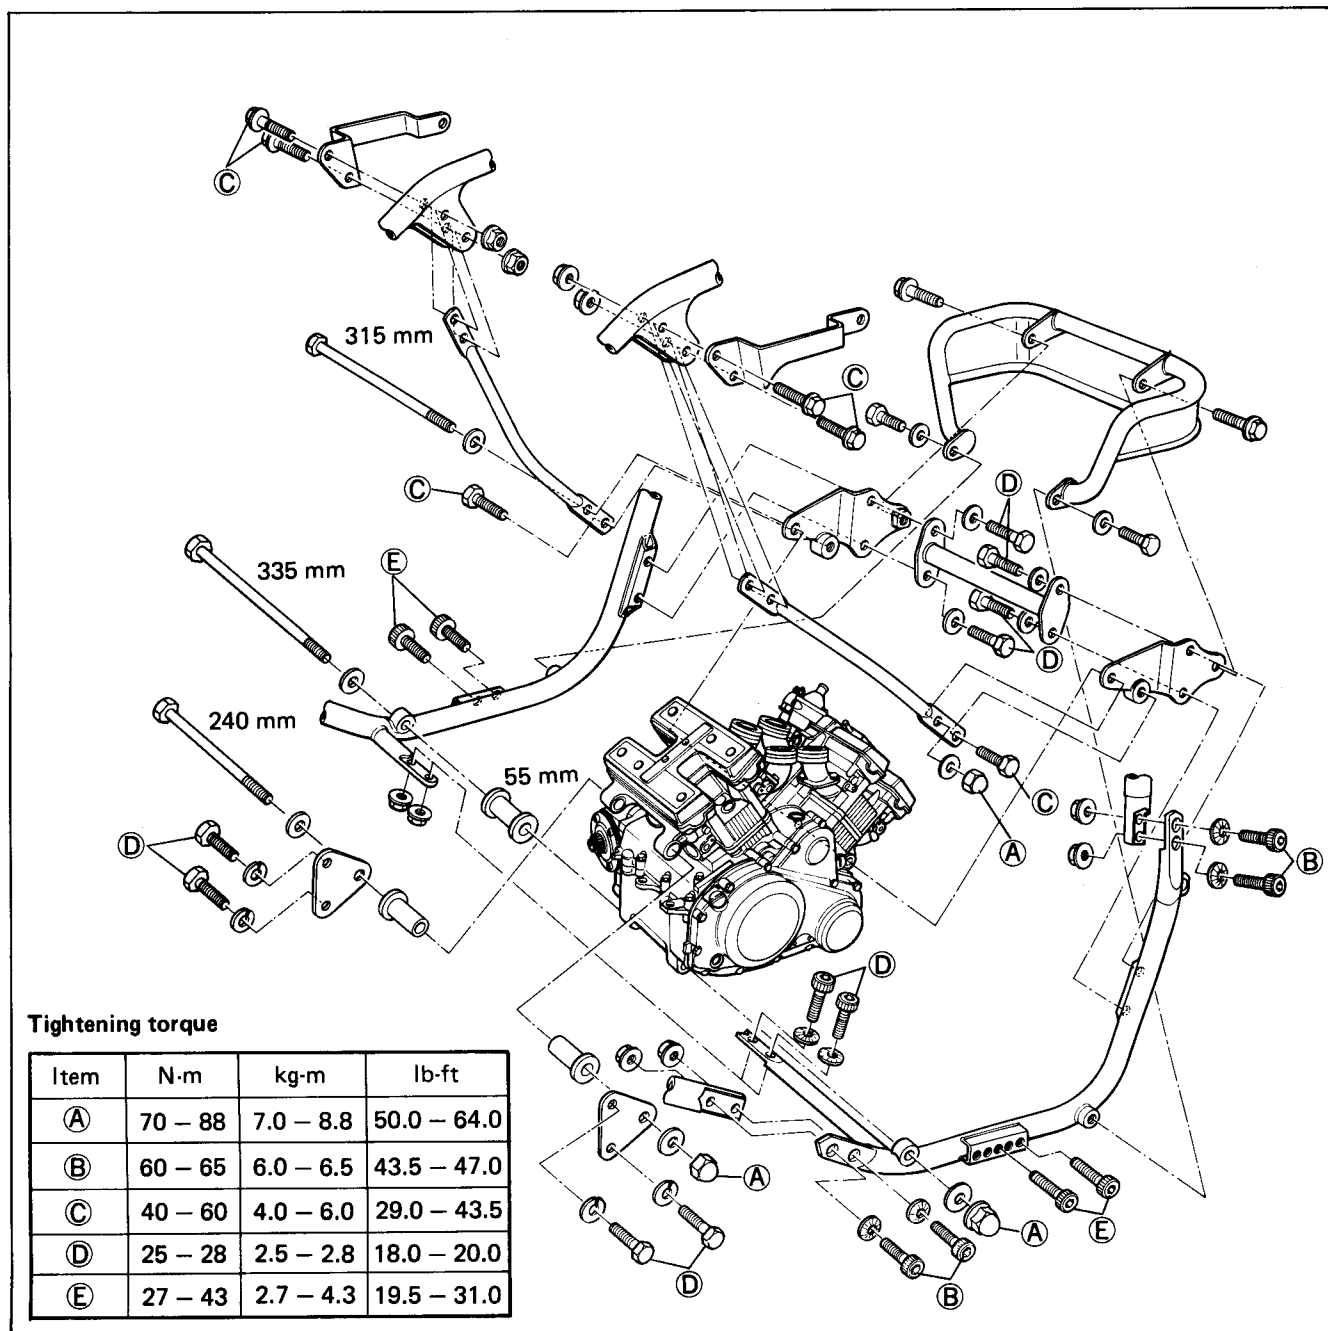 Ⓒ
315 mm
Ⓒ
Ⓒ
Ⓓ
335 mm
Ⓔ
Ⓓ
240 mm
55 mm
Ⓒ
Ⓐ
Ⓑ
Ⓓ
Ⓓ
Tightening torque
Item N·m kg-m lb-ft
Ⓐ 70 – 88 7.0 – 8.8 50.0 – 64.0
Ⓑ 60 – 65 6.0 – 6.5 43.5 – 47.0
Ⓒ 40 – 60 4.0 – 6.0 29.0 – 43.5
Ⓓ 25 – 28 2.5 – 2.8 18.0 – 20.0
Ⓔ 27 – 43 2.7 – 4.3 19.5 – 31.0
Ⓐ
Ⓐ
Ⓔ
Ⓓ
Ⓑ